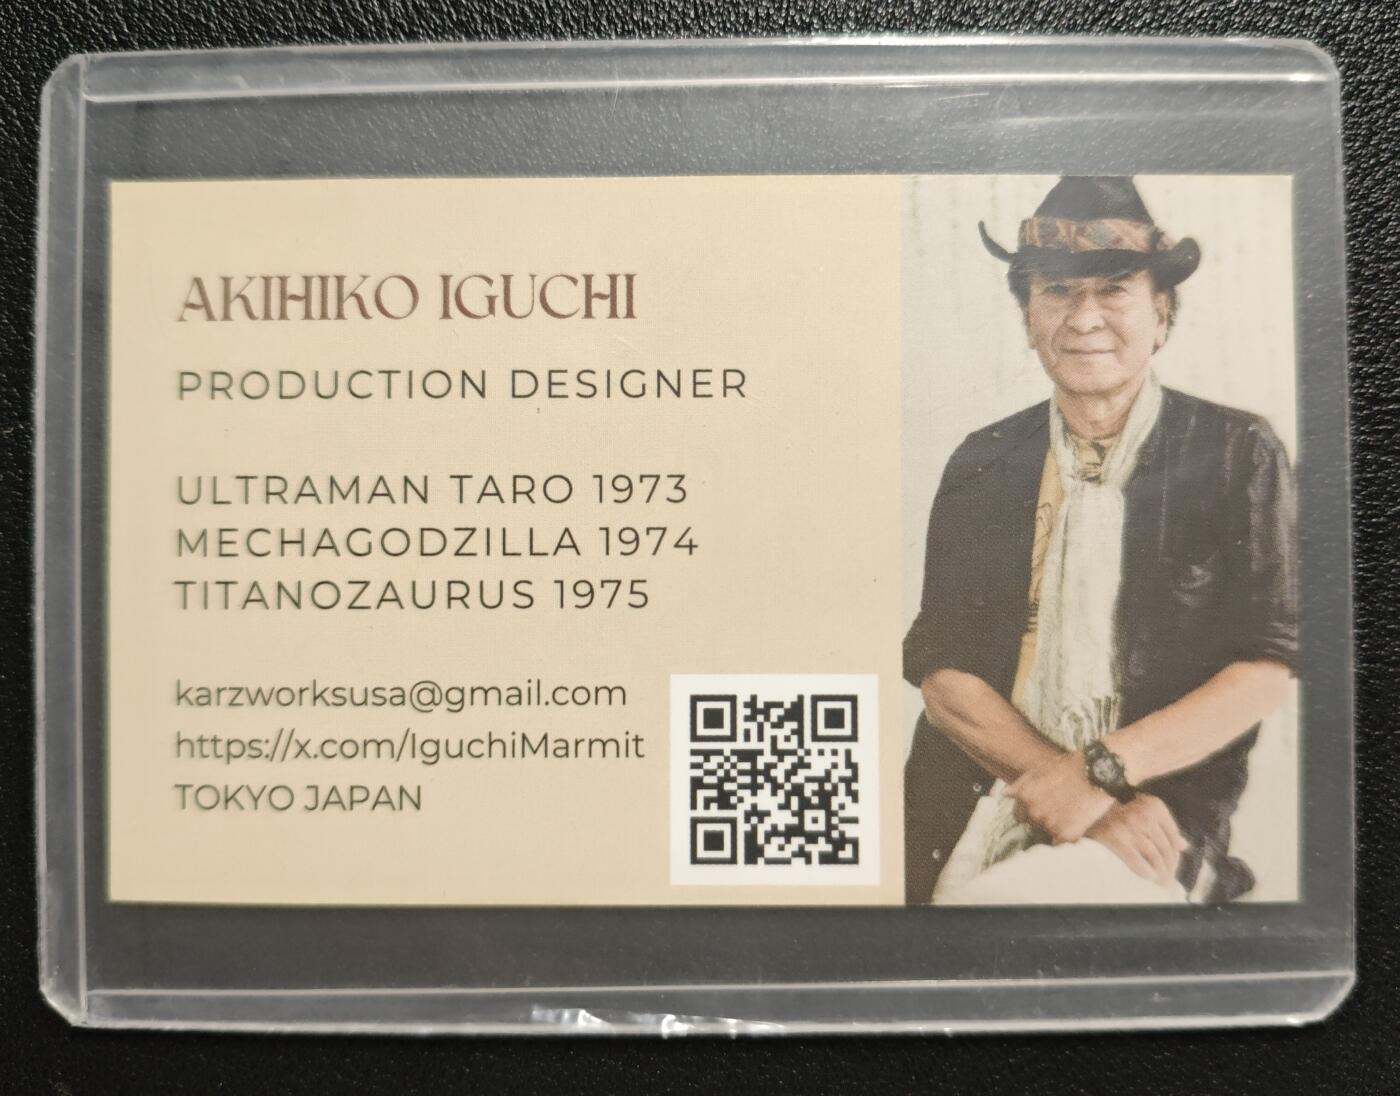 AKIHIKO IGUCHI
PRODUCTION DESIGNER
ULTRAMAN TARO 1973
MECHAGODZILLA 1974
TITANOZAURUS 1975
karzworksusa@gmail.com
https://x.com/IguchiMarmit
TOKYO JAPAN